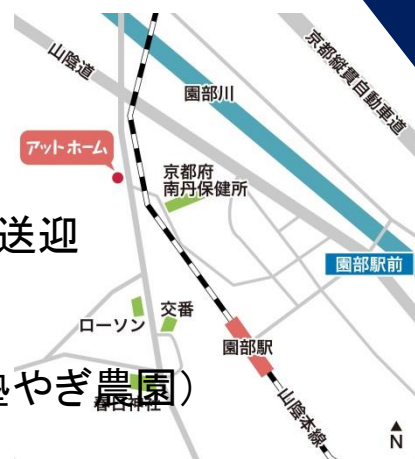 山陰道
京都縦貫自動車道
園部川
アットホーム
京都府
南丹保健所
送迎
園部駅前
ローソン
交番
園部駅
塾やぎ農園)
春日神社
山陰本線
N